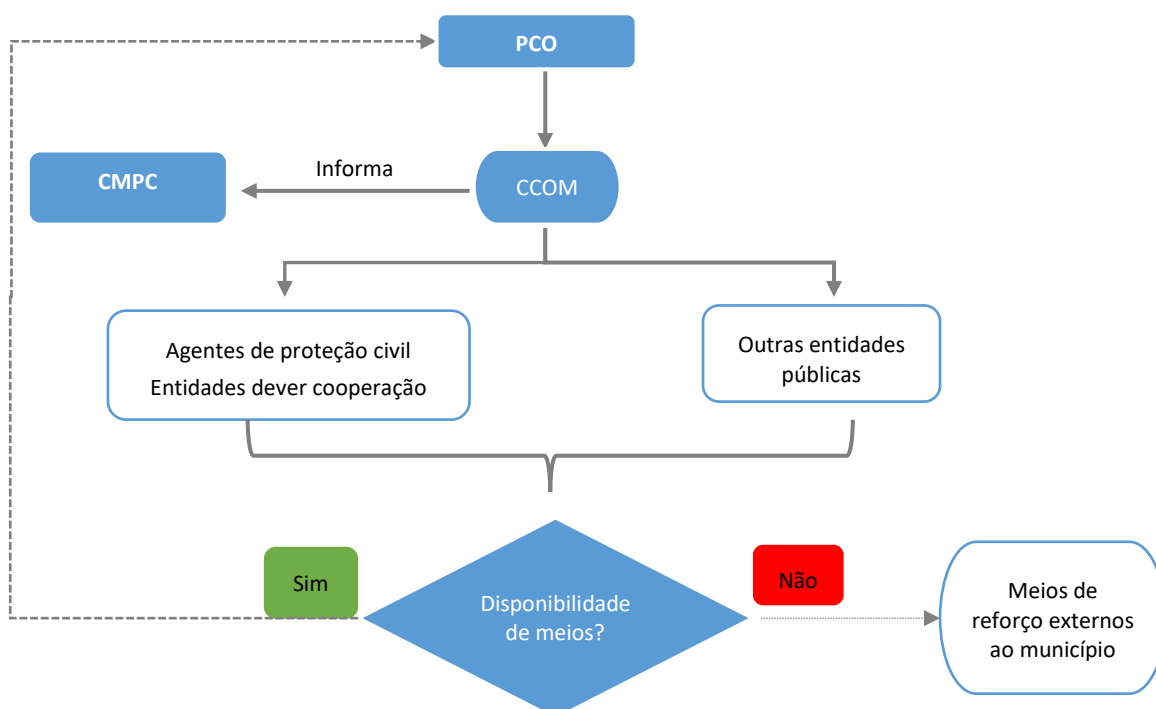 PCO
Informa
CMPC
CCOM
Agentes de proteção civil
Entidades dever cooperação
Outras entidades
públicas
Sim
Não
Disponibilidade
de meios?
Meios de
reforço externos
ao município